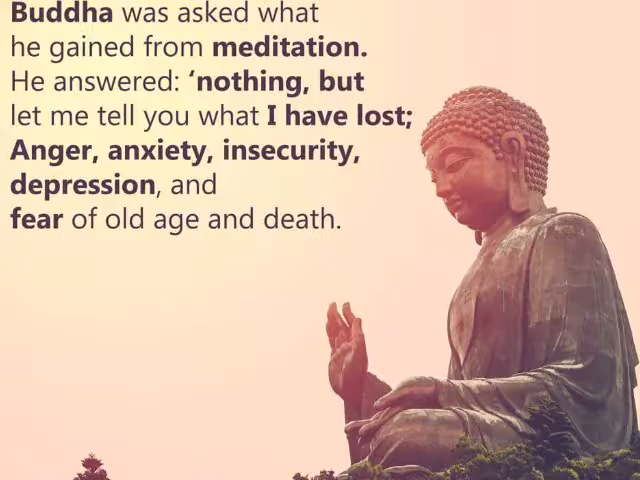 Buddha was asked what
he gained from meditation.
He answered: ‘nothing, but
let me tell you what I have lost;
Anger, anxiety, insecurity,
depression, and
fear of old age and death.